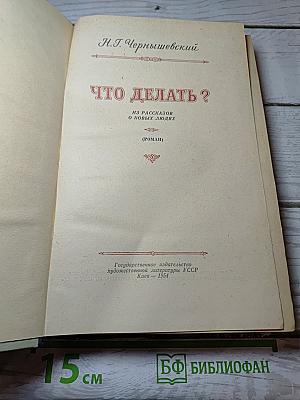 Н. Г. Чернышевский
ЧТО ДЕЛАТЬ?
ИЗ РАССКАЗОВ
О НОВЫХ ЛЮДЯХ
(РОМАН)
Государственное издательство
художественной литературы УССР
Киев — 1954
15 см
БФ БИБЛИОФАН